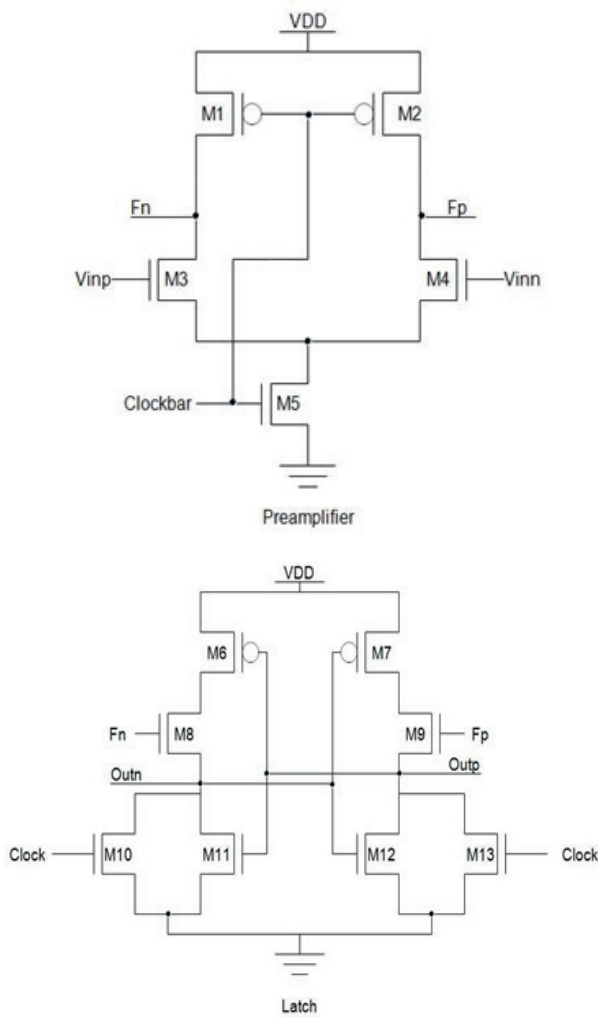 VDD
M1 M2
Fn Fp
Vinp M3 M4 Vinn
Clockbar M5
Preamplifier
VDD
M6 M7
Fn M8 M9 Fp
Outn Outp
Clock M10 M11 M12 M13 Clock
Latch